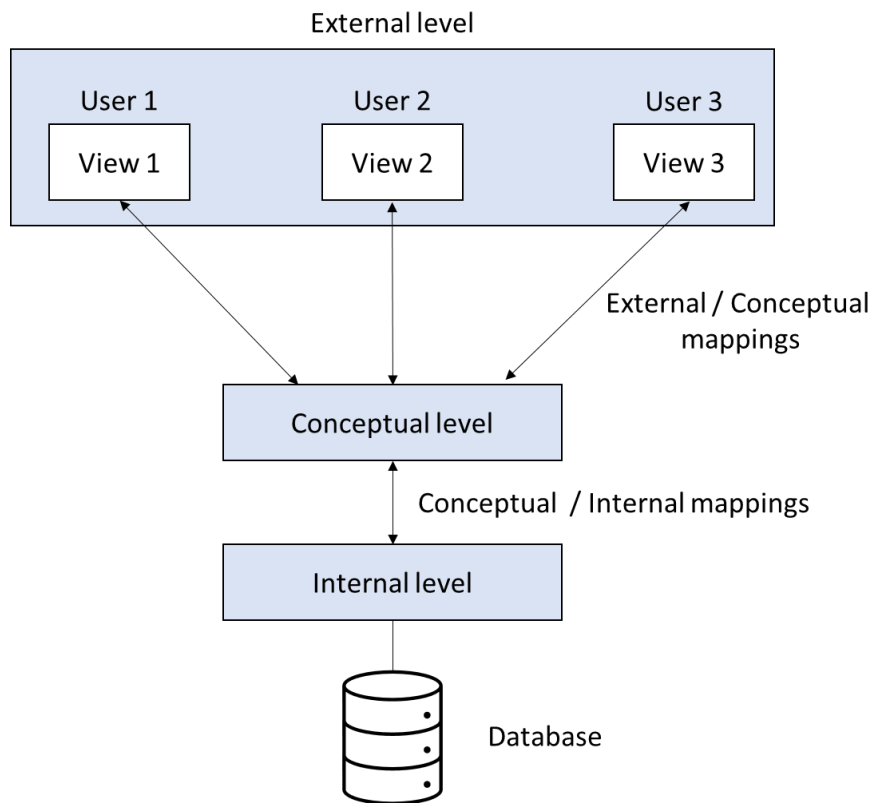 External level
User 1
User 2
User 3
View 1
View 2
View 3
External / Conceptual
mappings
Conceptual level
Conceptual / Internal mappings
Internal level
Database